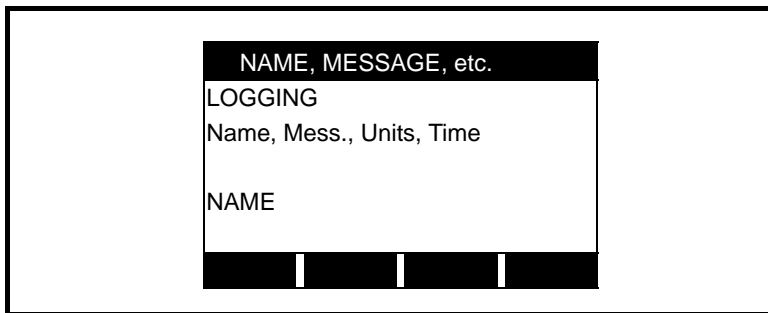 NAME, MESSAGE, etc.
LOGGING
Name, Mess., Units, Time
NAME